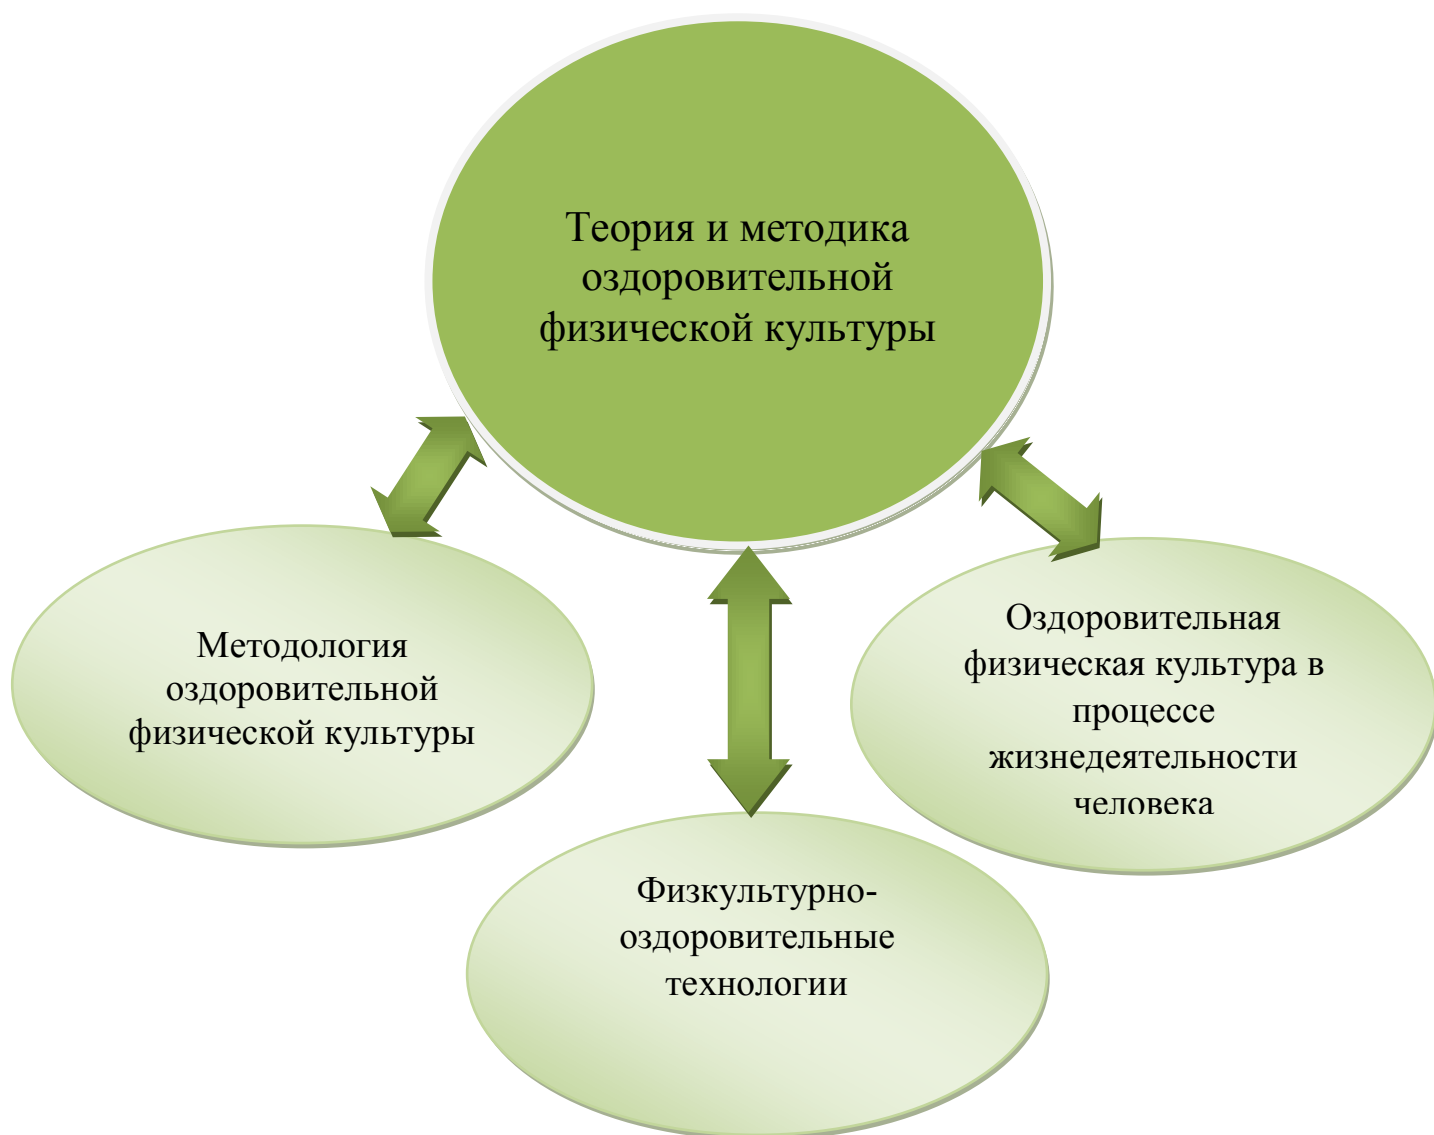 Теория и методика
оздоровительной
физической культуры
Методология
оздоровительной
физической культуры
Оздоровительная
физическая культура в
процессе
жизнедеятельности
человека
Физкультурно-
оздоровительные
технологии